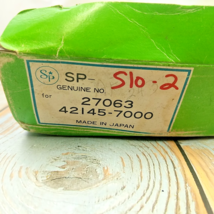 Sp SP- S10-2
GENUINE NO.
for 27063
42145-7000
MADE IN JAPAN